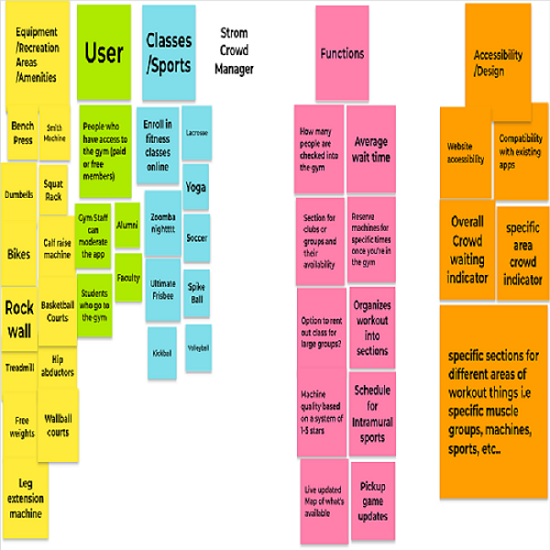 Equipment
/Recreation
Areas
/Amenities
Bench
Press
Smith
Machine
Dumbells
Squat
Rack
Bikes
Calf raise
machine
Rock
wall
Basketball
Courts
Treadmill
Hip
abductors
Free
weights
Wallball
courts
Leg
extension
machine
User
People who
have access to
the gym (paid
or free
members)
Gym Staff
can
moderate
the app
Alumni
Students
who go to
the gym
Faculty
Classes
/Sports
Enroll in
fitness
classes
online
Lacrosse
Yoga
Zoomba
nightttt
Soccer
Ultimate
Frisbee
Spike
Ball
Kickball
Volleyball
Strom
Crowd
Manager
Functions
How many
people are
checked into
the gym
Average
wait time
Section for
clubs or
groups and
their
availability
Reserve
machines for
specific times
once you're in
the gym
Option to rent
out class for
large groups?
Organizes
workout
into
sections
Machine
quality based
on a system of
1-5 stars
Schedule
for
Intramural
sports
Live updated
Map of what's
available
Pickup
game
updates
Accessibility
/Design
Website
accessibility
Compatibility
with existing
apps
Overall
Crowd
waiting
indicator
specific
area
crowd
indicator
specific sections for
different areas of
workout things i.e
specific muscle
groups, machines,
sports, etc..